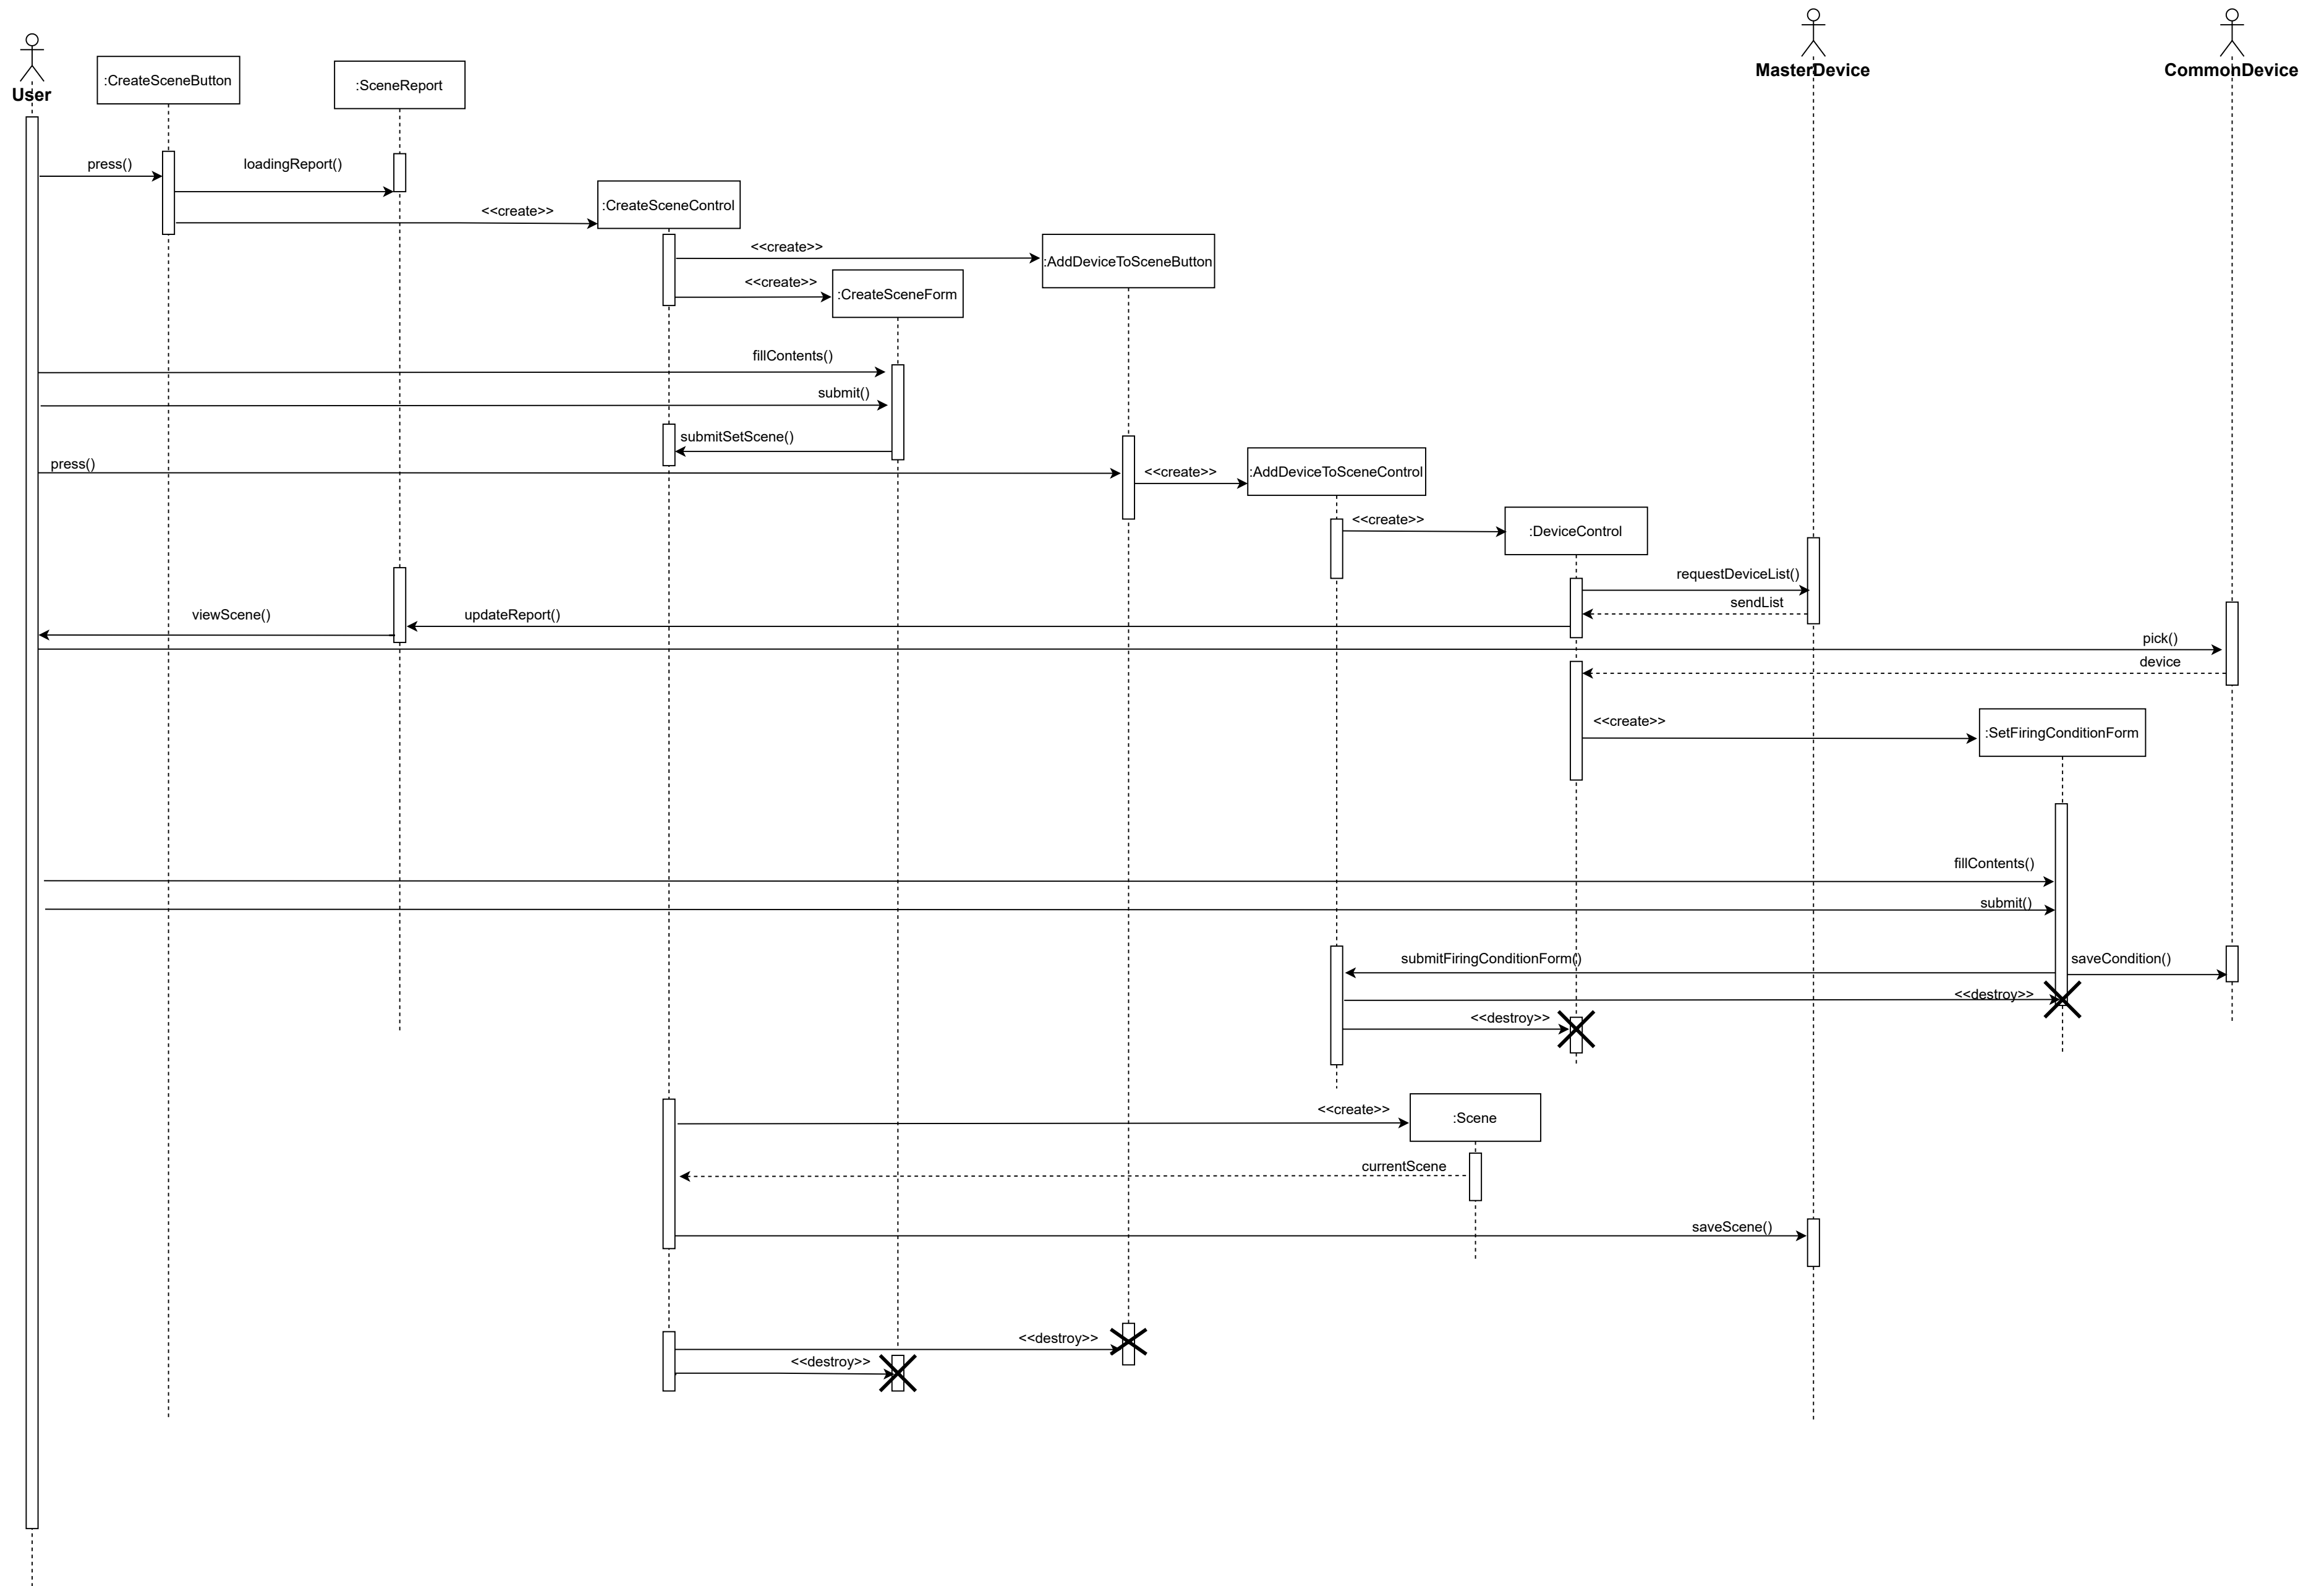 MasterDevice
CommonDevice
User
:CreateSceneButton
:SceneReport
press()
loadingReport()
<<create>>
:CreateSceneControl
<<create>>
:AddDeviceToSceneButton
<<create>>
:CreateSceneForm
fillContents()
submit()
submitSetScene()
press()
<<create>>
:AddDeviceToSceneControl
<<create>>
:DeviceControl
requestDeviceList()
sendList
viewScene()
updateReport()
pick()
device
<<create>>
:SetFiringConditionForm
fillContents()
submit()
submitFiringConditionForm()
saveCondition()
<<destroy>>
<<destroy>>
<<create>>
:Scene
currentScene
saveScene()
<<destroy>>
<<destroy>>